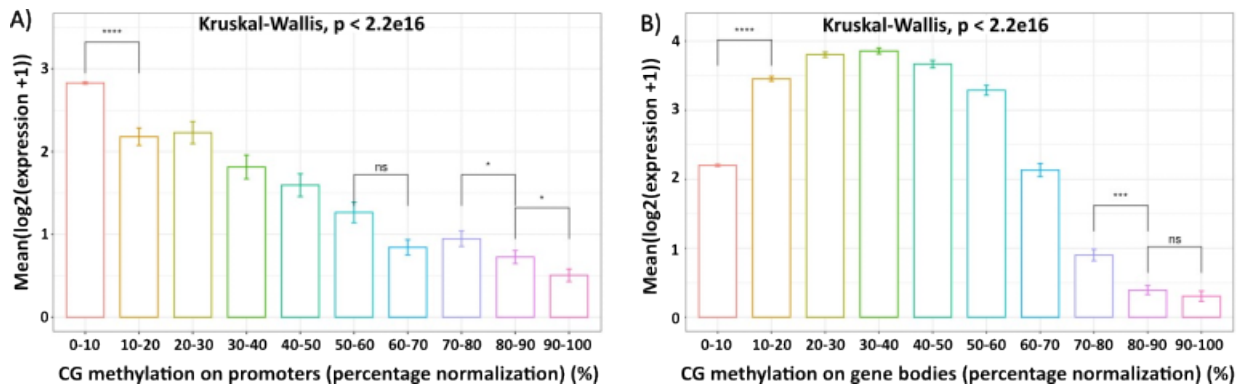 A)
Kruskal-Wallis, p < 2.2e16
****
ns
*
*
Mean(log2(expression +1))
3
2
1
0
0-10 10-20 20-30 30-40 40-50 50-60 60-70 70-80 80-90 90-100
CG methylation on promoters (percentage normalization) (%)
B)
Kruskal-Wallis, p < 2.2e16
****
***
ns
Mean(log2(expression +1))
4
3
2
1
0
0-10 10-20 20-30 30-40 40-50 50-60 60-70 70-80 80-90 90-100
CG methylation on gene bodies (percentage normalization) (%)